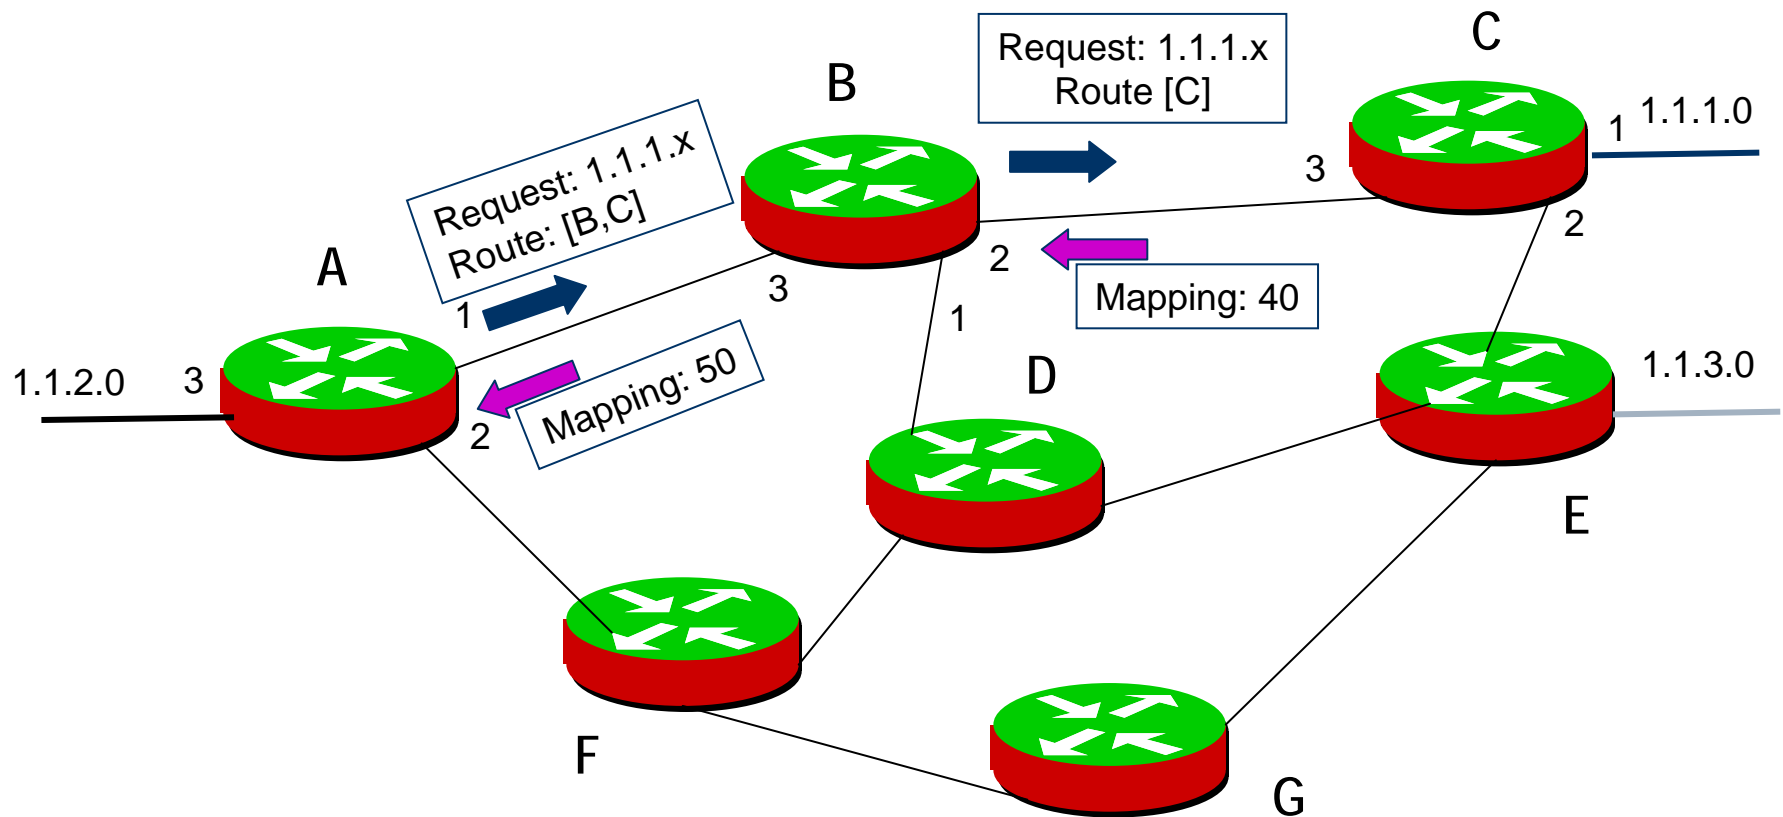 C
Request: 1.1.1.x
Route [C]
B
1
1.1.1.0
Request: 1.1.1.x
Route: [B,C]
3
2
A
2
3
Mapping: 40
1
1
D
1.1.2.0
3
Mapping: 50
1.1.3.0
2
E
F
G